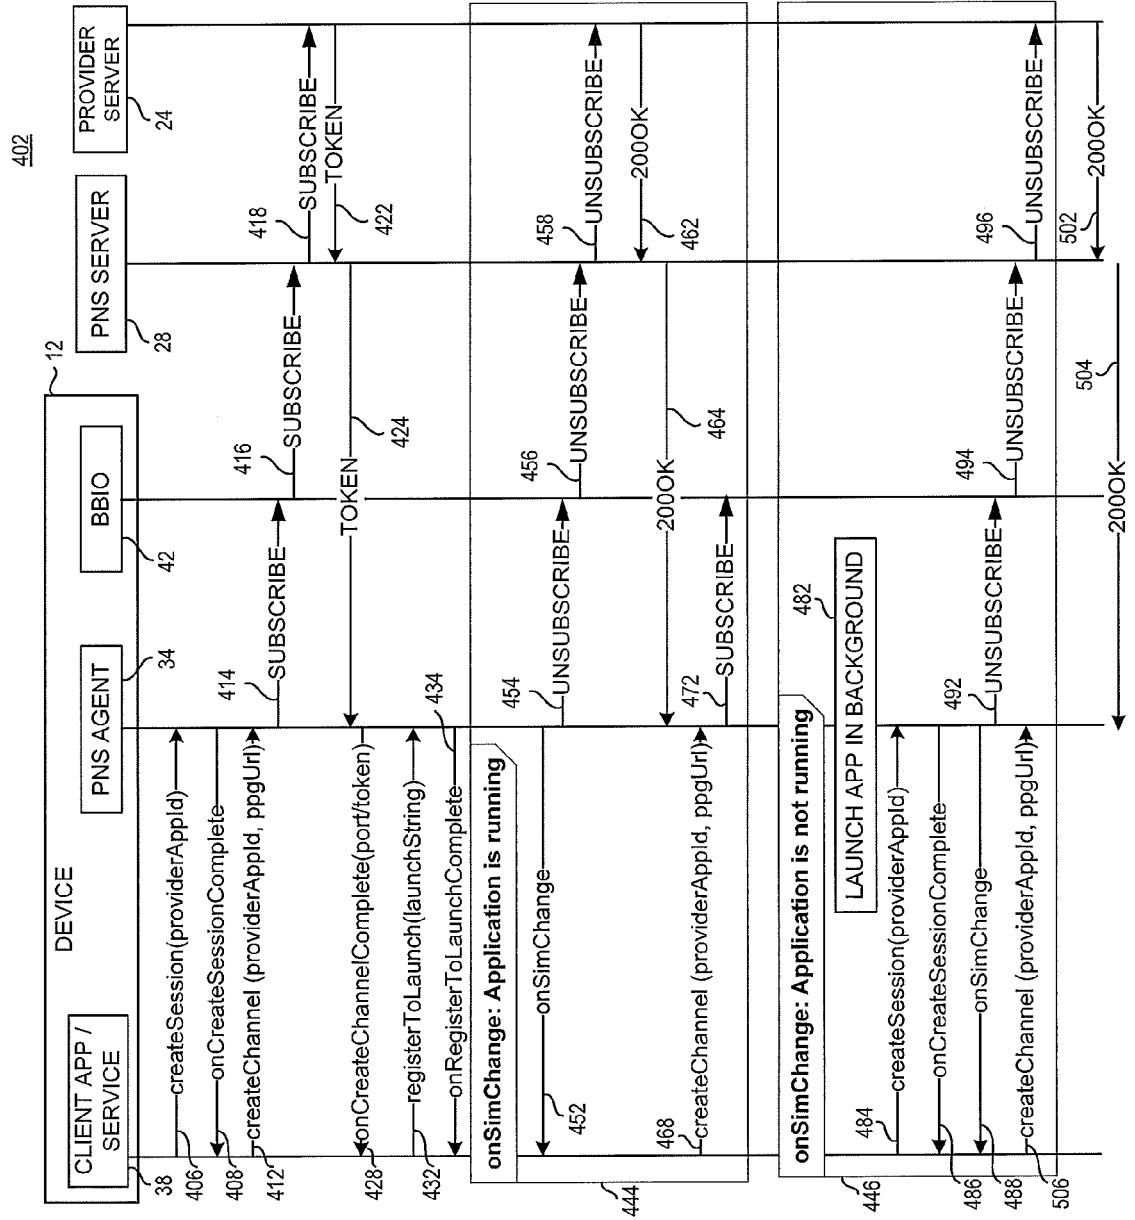 402
DEVICE
12
CLIENT APP /
SERVICE
38
PNS AGENT
34
BBIO
42
PNS SERVER
28
PROVIDER
SERVER
24
createSession(providerAppId)
406
onCreateSessionComplete
408
createChannel (providerAppId, ppgUrl)
412
SUBSCRIBE
414
SUBSCRIBE
416
SUBSCRIBE
418
TOKEN
422
TOKEN
424
onCreateChannelComplete(port/token)
428
registerToLaunch(launchString)
432
onRegisterToLaunchComplete
434
onSimChange: Application is running
444
onSimChange
452
UNSUBSCRIBE
454
UNSUBSCRIBE
456
UNSUBSCRIBE
458
200OK
462
200OK
464
createChannel (providerAppId, ppgUrl)
468
SUBSCRIBE
472
onSimChange: Application is not running
446
LAUNCH APP IN BACKGROUND
482
createSession(providerAppId)
484
onCreateSessionComplete
486
onSimChange
488
UNSUBSCRIBE
492
UNSUBSCRIBE
494
UNSUBSCRIBE
496
createChannel (providerAppId, ppgUrl)
506
200OK
502
200OK
504